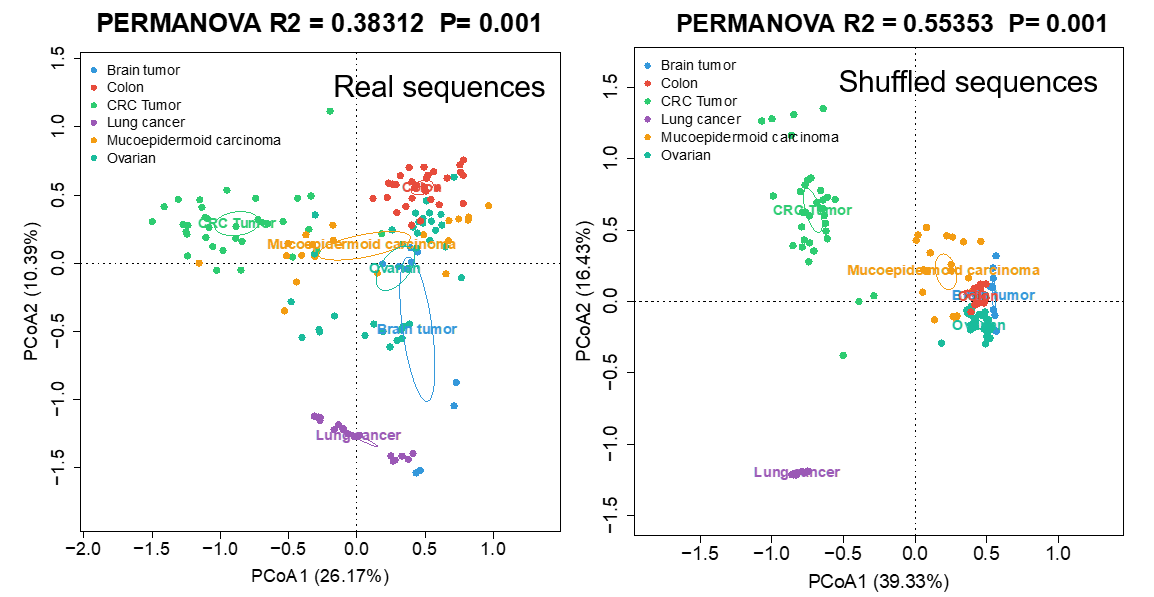 PERMANOVA R2 = 0.38312 P= 0.001
Real sequences
Brain tumor
Colon
CRC Tumor
Lung cancer
Mucoepidermoid carcinoma
Ovarian
Colon
CRC Tumor
Mucoepidermoid carcinoma
Ovarian
Brain tumor
Lung cancer
1.5
1.0
0.5
0.0
−0.5
−1.0
−1.5
PCoA2 (10.39%)
−2.0 −1.5 −1.0 −0.5 0.0 0.5 1.0
PCoA1 (26.17%)
PERMANOVA R2 = 0.55353 P= 0.001
Shuffled sequences
Brain tumor
Colon
CRC Tumor
Lung cancer
Mucoepidermoid carcinoma
Ovarian
CRC Tumor
Mucoepidermoid carcinoma
Brain tumor
Colon
Ovarian
Lung cancer
1.5
1.0
0.5
0.0
−0.5
−1.0
−1.5
PCoA2 (16.43%)
−1.5 −1.0 −0.5 0.0 0.5 1.0
PCoA1 (39.33%)